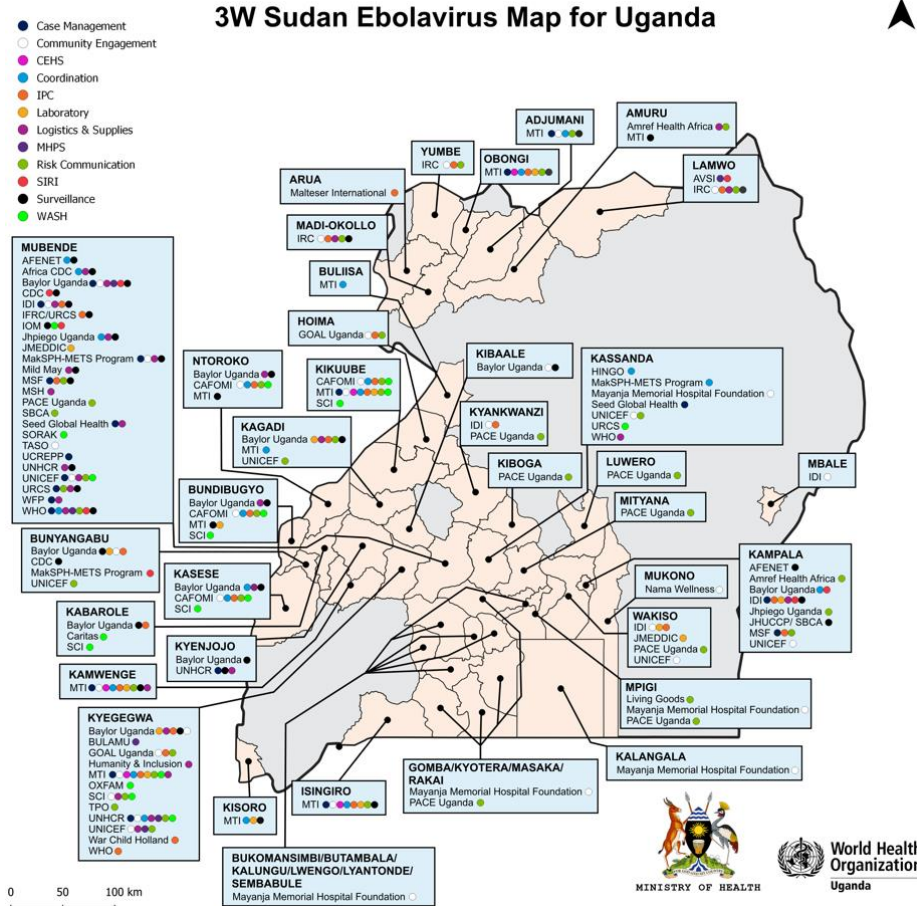 3W Sudan Ebolavirus Map for Uganda
Case Management
Community Engagement
CEHS
Coordination
IPC
Laboratory
Logistics & Supplies
MHPS
Risk Communication
SIRI
Surveillance
WASH
ADJUMANI
MTI
AMURU
Amref Health Africa
MTI
YUMBE
IRC
OBONGI
MTI
LAMWO
AVSI
IRC
ARUA
Malteser International
MADI-OKOLLO
IRC
BULIISA
MTI
HOIMA
GOAL Uganda
MUBENDE
AFENET
Africa CDC
Baylor Uganda
CDC
IDI
IFRC/URCS
IOM
Jhpiego Uganda
JMEDDIC
MakSPH-METS Program
Mild May
MSF
MSH
PACE Uganda
SBCA
Seed Global Health
SORAK
TASO
UCREPP
UNHCR
UNICEF
URCS
WFP
WHO
NTOROKO
Baylor Uganda
CAFOMI
MTI
KIKUUBE
CAFOMI
MTI
SCI
KIBAALE
Baylor Uganda
KASSANDA
HINGO
MakSPH-METS Program
Mayanja Memorial Hospital Foundation
Seed Global Health
UNICEF
URCS
WHO
KYANKWANZI
IDI
PACE Uganda
KAGADI
Baylor Uganda
MTI
UNICEF
KIBOGA
PACE Uganda
LUWERO
PACE Uganda
MBALE
IDI
BUNDIBUGYO
Baylor Uganda
CAFOMI
MTI
SCI
MITYANA
PACE Uganda
BUNYANGABU
Baylor Uganda
CDC
MakSPH-METS Program
UNICEF
KASESE
Baylor Uganda
CAFOMI
SCI
MUKONO
Nama Wellness
KAMPALA
AFENET
Amref Health Africa
Baylor Uganda
IDI
Jhpiego Uganda
JHUCCP/ SBCA
MSF
UNICEF
KABAROLE
Baylor Uganda
Caritas
SCI
WAKISO
IDI
JMEDDIC
PACE Uganda
UNICEF
KYENJOJO
Baylor Uganda
UNHCR
KAMWENGE
MTI
MPIGI
Living Goods
Mayanja Memorial Hospital Foundation
PACE Uganda
KYEGEGWA
Baylor Uganda
BULAMU
GOAL Uganda
Humanity & Inclusion
MTI
OXFAM
SCI
TPO
UNHCR
UNICEF
War Child Holland
WHO
KALANGALA
Mayanja Memorial Hospital Foundation
GOMBA/KYOTERA/MASAKA/
RAKAI
Mayanja Memorial Hospital Foundation
PACE Uganda
KISORO
MTI
ISINGIRO
MTI
BUKOMANSIMBI/BUTAMBALA/
KALUNGU/LWENGO/LYANTONDE/
SEMBABULE
Mayanja Memorial Hospital Foundation
0 50 100 km
MINISTRY OF HEALTH
World Health
Organization
Uganda